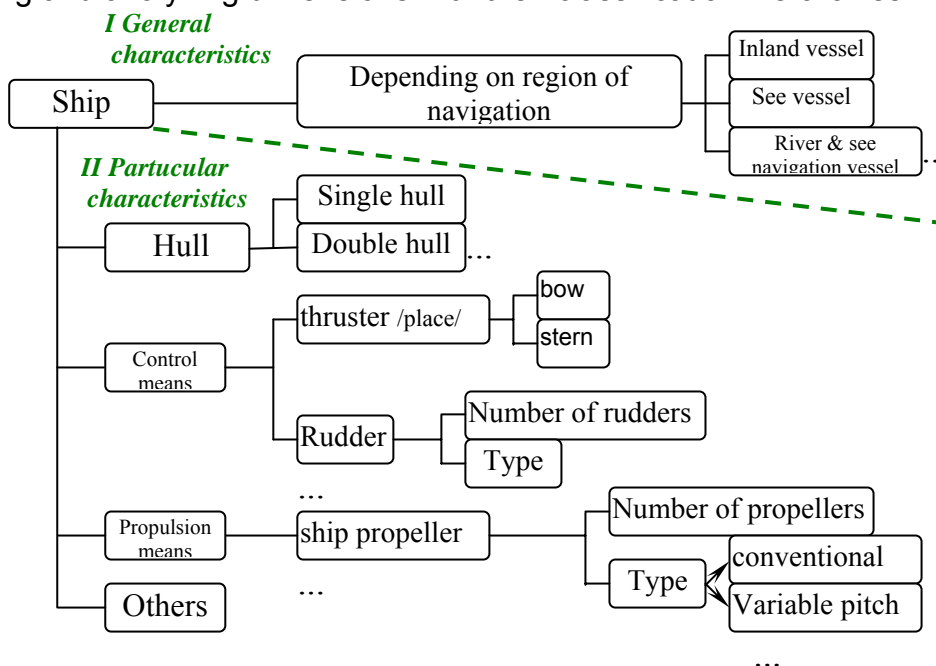 I General
characteristics
Ship
Depending on region of
navigation
Inland vessel
See vessel
River & see
navigation vessel
...
II Partucular
characteristics
Hull
Single hull
Double hull
...
Control
means
thruster /place/
bow
stern
Rudder
Number of rudders
Type
...
Propulsion
means
ship propeller
Number of propellers
Type
conventional
Variable pitch
...
Others
...